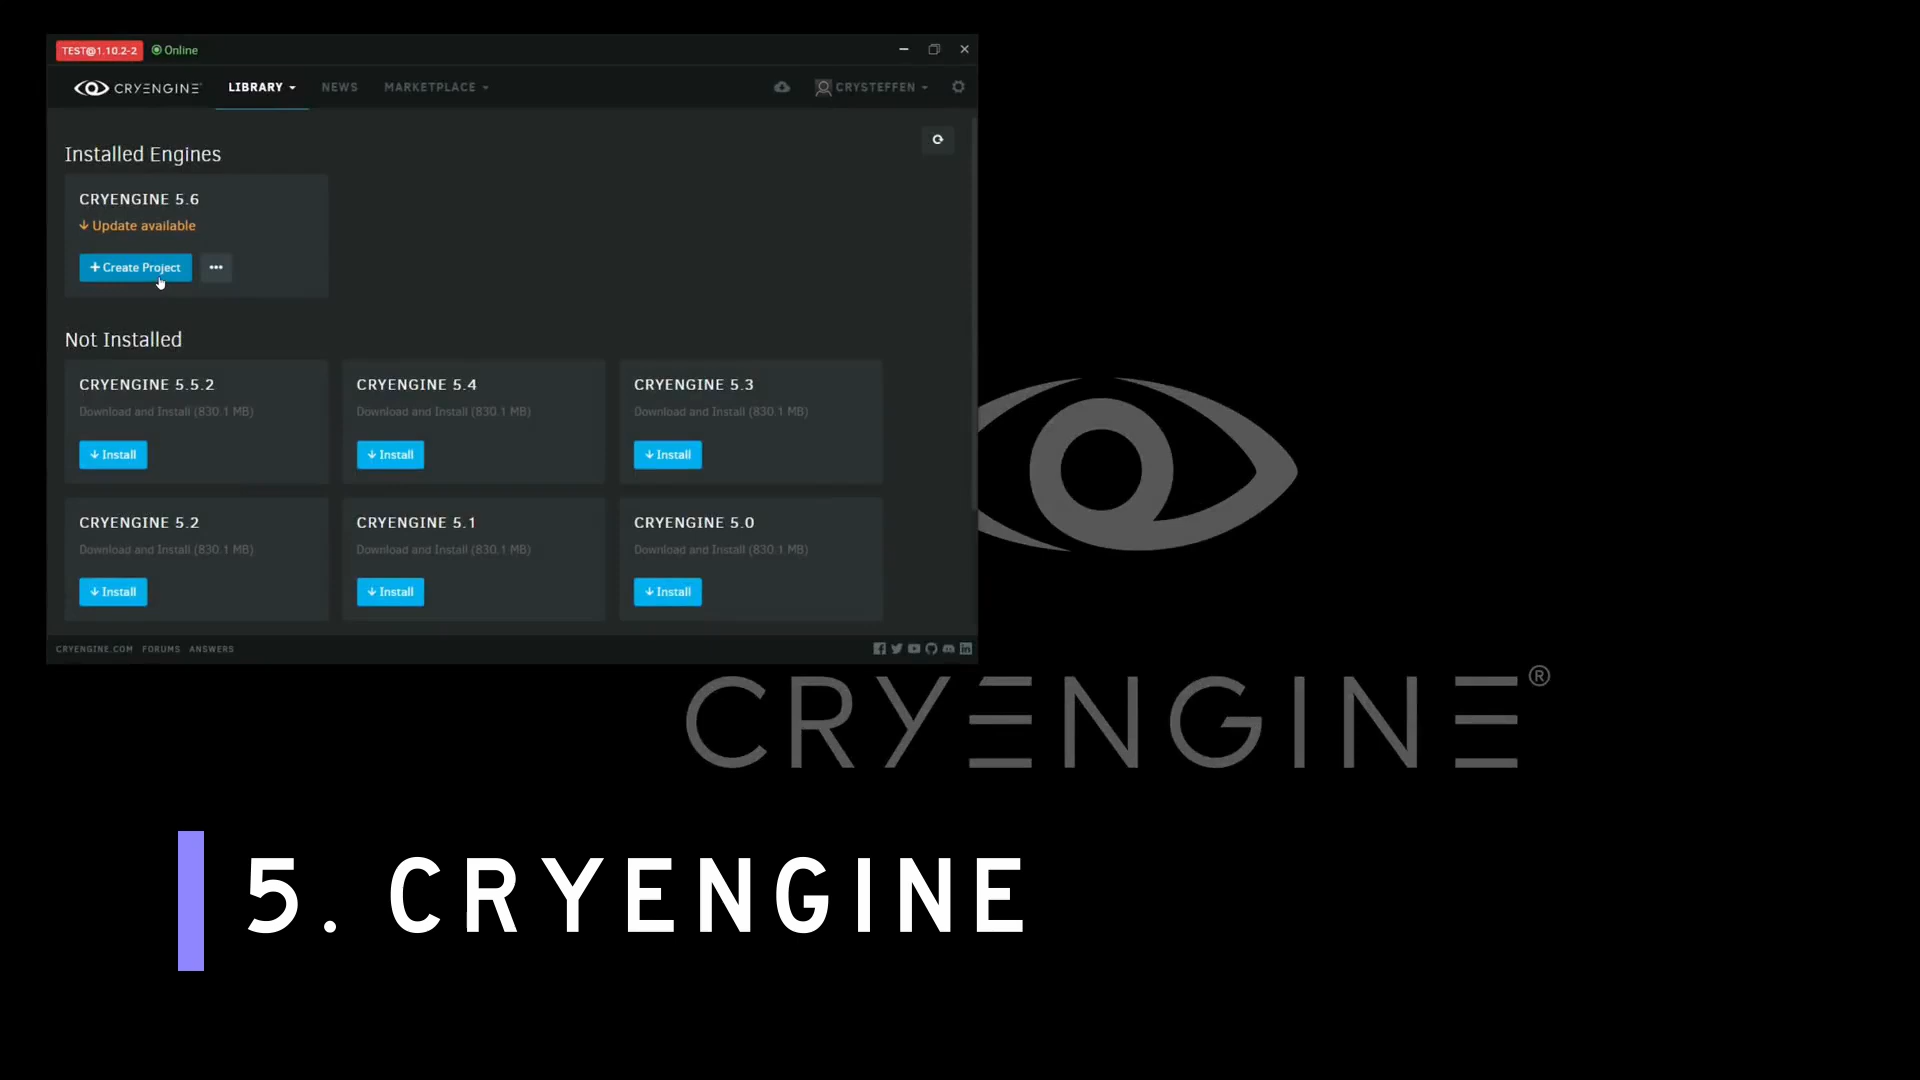 TEST@1.10.2-2 Online
CRYENGINE LIBRARY NEWS MARKETPLACE CRYSTEFFEN
Installed Engines
CRYENGINE 5.6
Update available
+ Create Project •••
Not Installed
CRYENGINE 5.5.2 CRYENGINE 5.4 CRYENGINE 5.3
Download and Install (830.1 MB) Download and Install (830.1 MB) Download and Install (830.1 MB)
Install Install Install
CRYENGINE 5.2 CRYENGINE 5.1 CRYENGINE 5.0
Download and Install (830.1 MB) Download and Install (830.1 MB) Download and Install (830.1 MB)
Install Install Install
CRYENGINE.COM FORUMS ANSWERS
CRYENGINE®
5. CRYENGINE